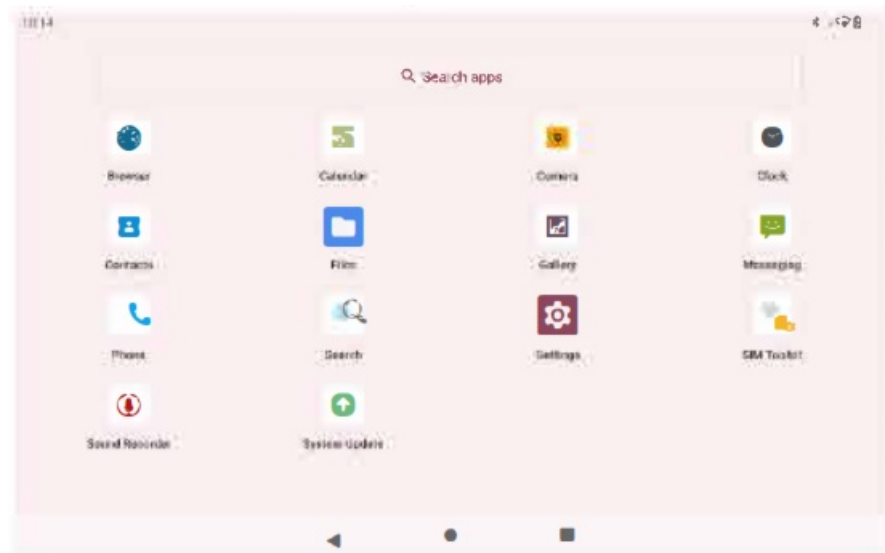 Search apps
Browser Calendar Camera Clock
Contacts Files Gallery Messaging
Phone Search Settings SIM Toolkit
Sound Recorder System Update